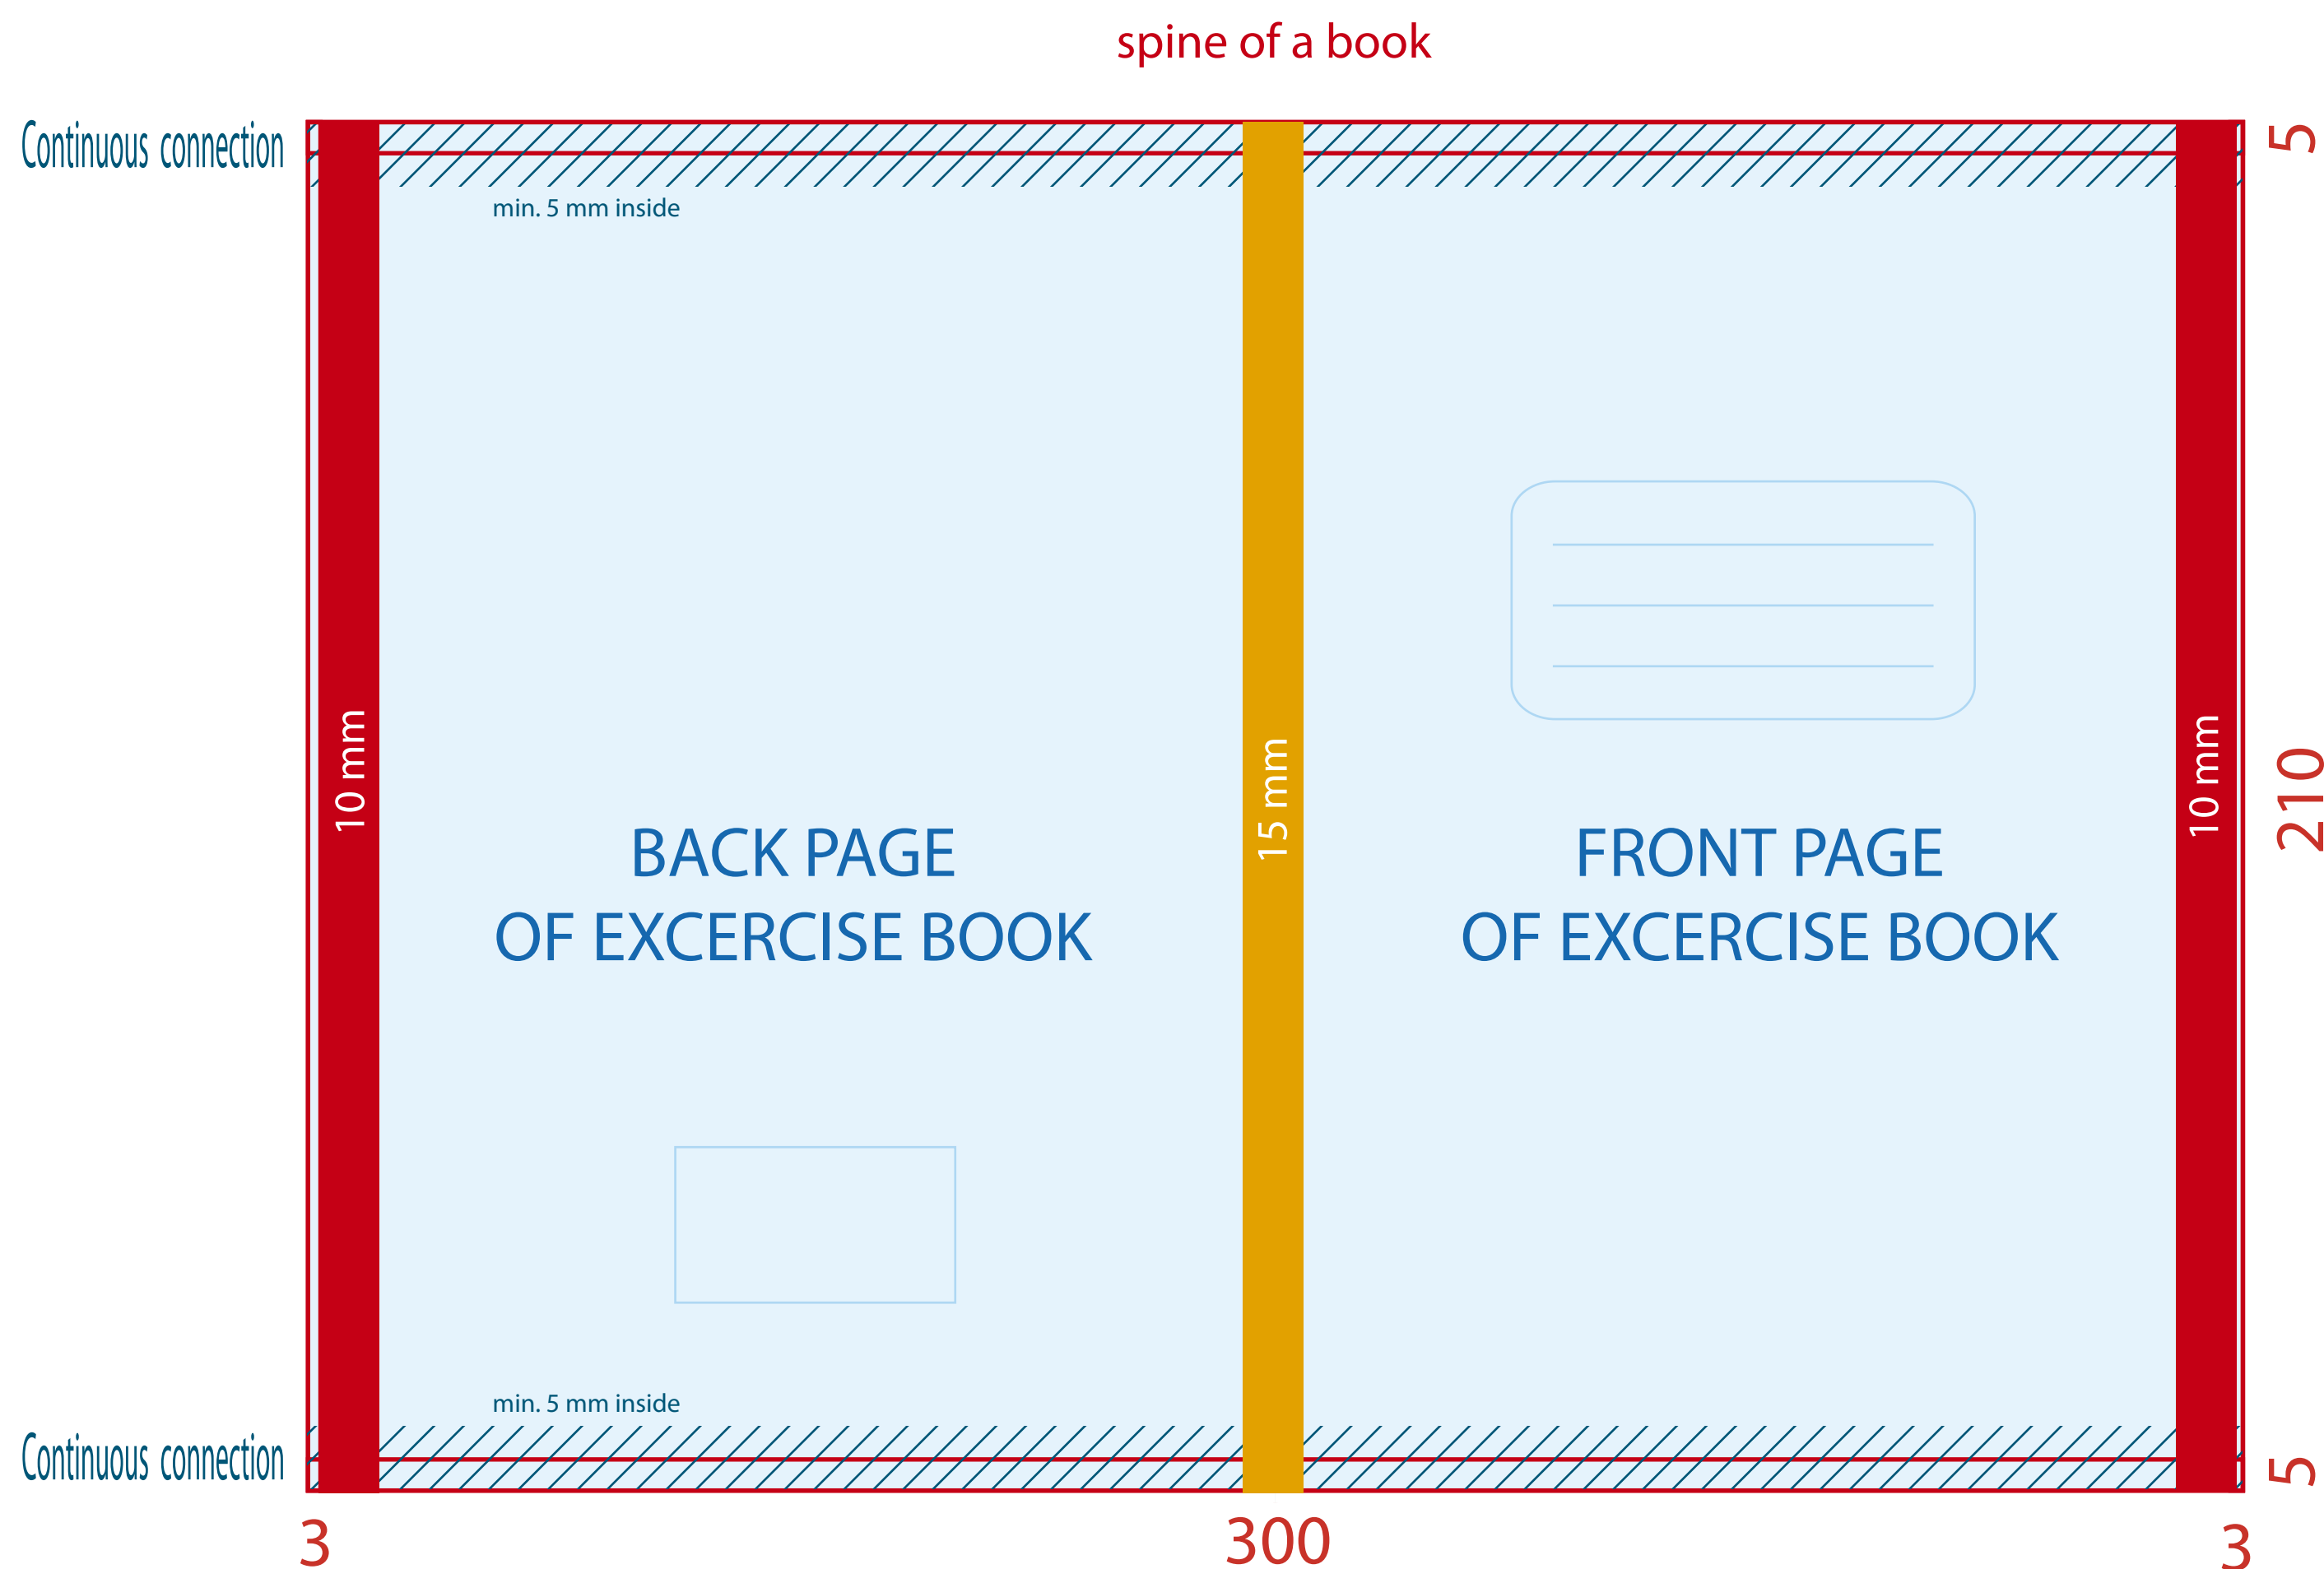 spine of a book
Continuous connection
5
min. 5 mm inside
10 mm
15 mm
10 mm
210
BACK PAGE
OF EXCERCISE BOOK
FRONT PAGE
OF EXCERCISE BOOK
min. 5 mm inside
Continuous connection
5
3
300
3